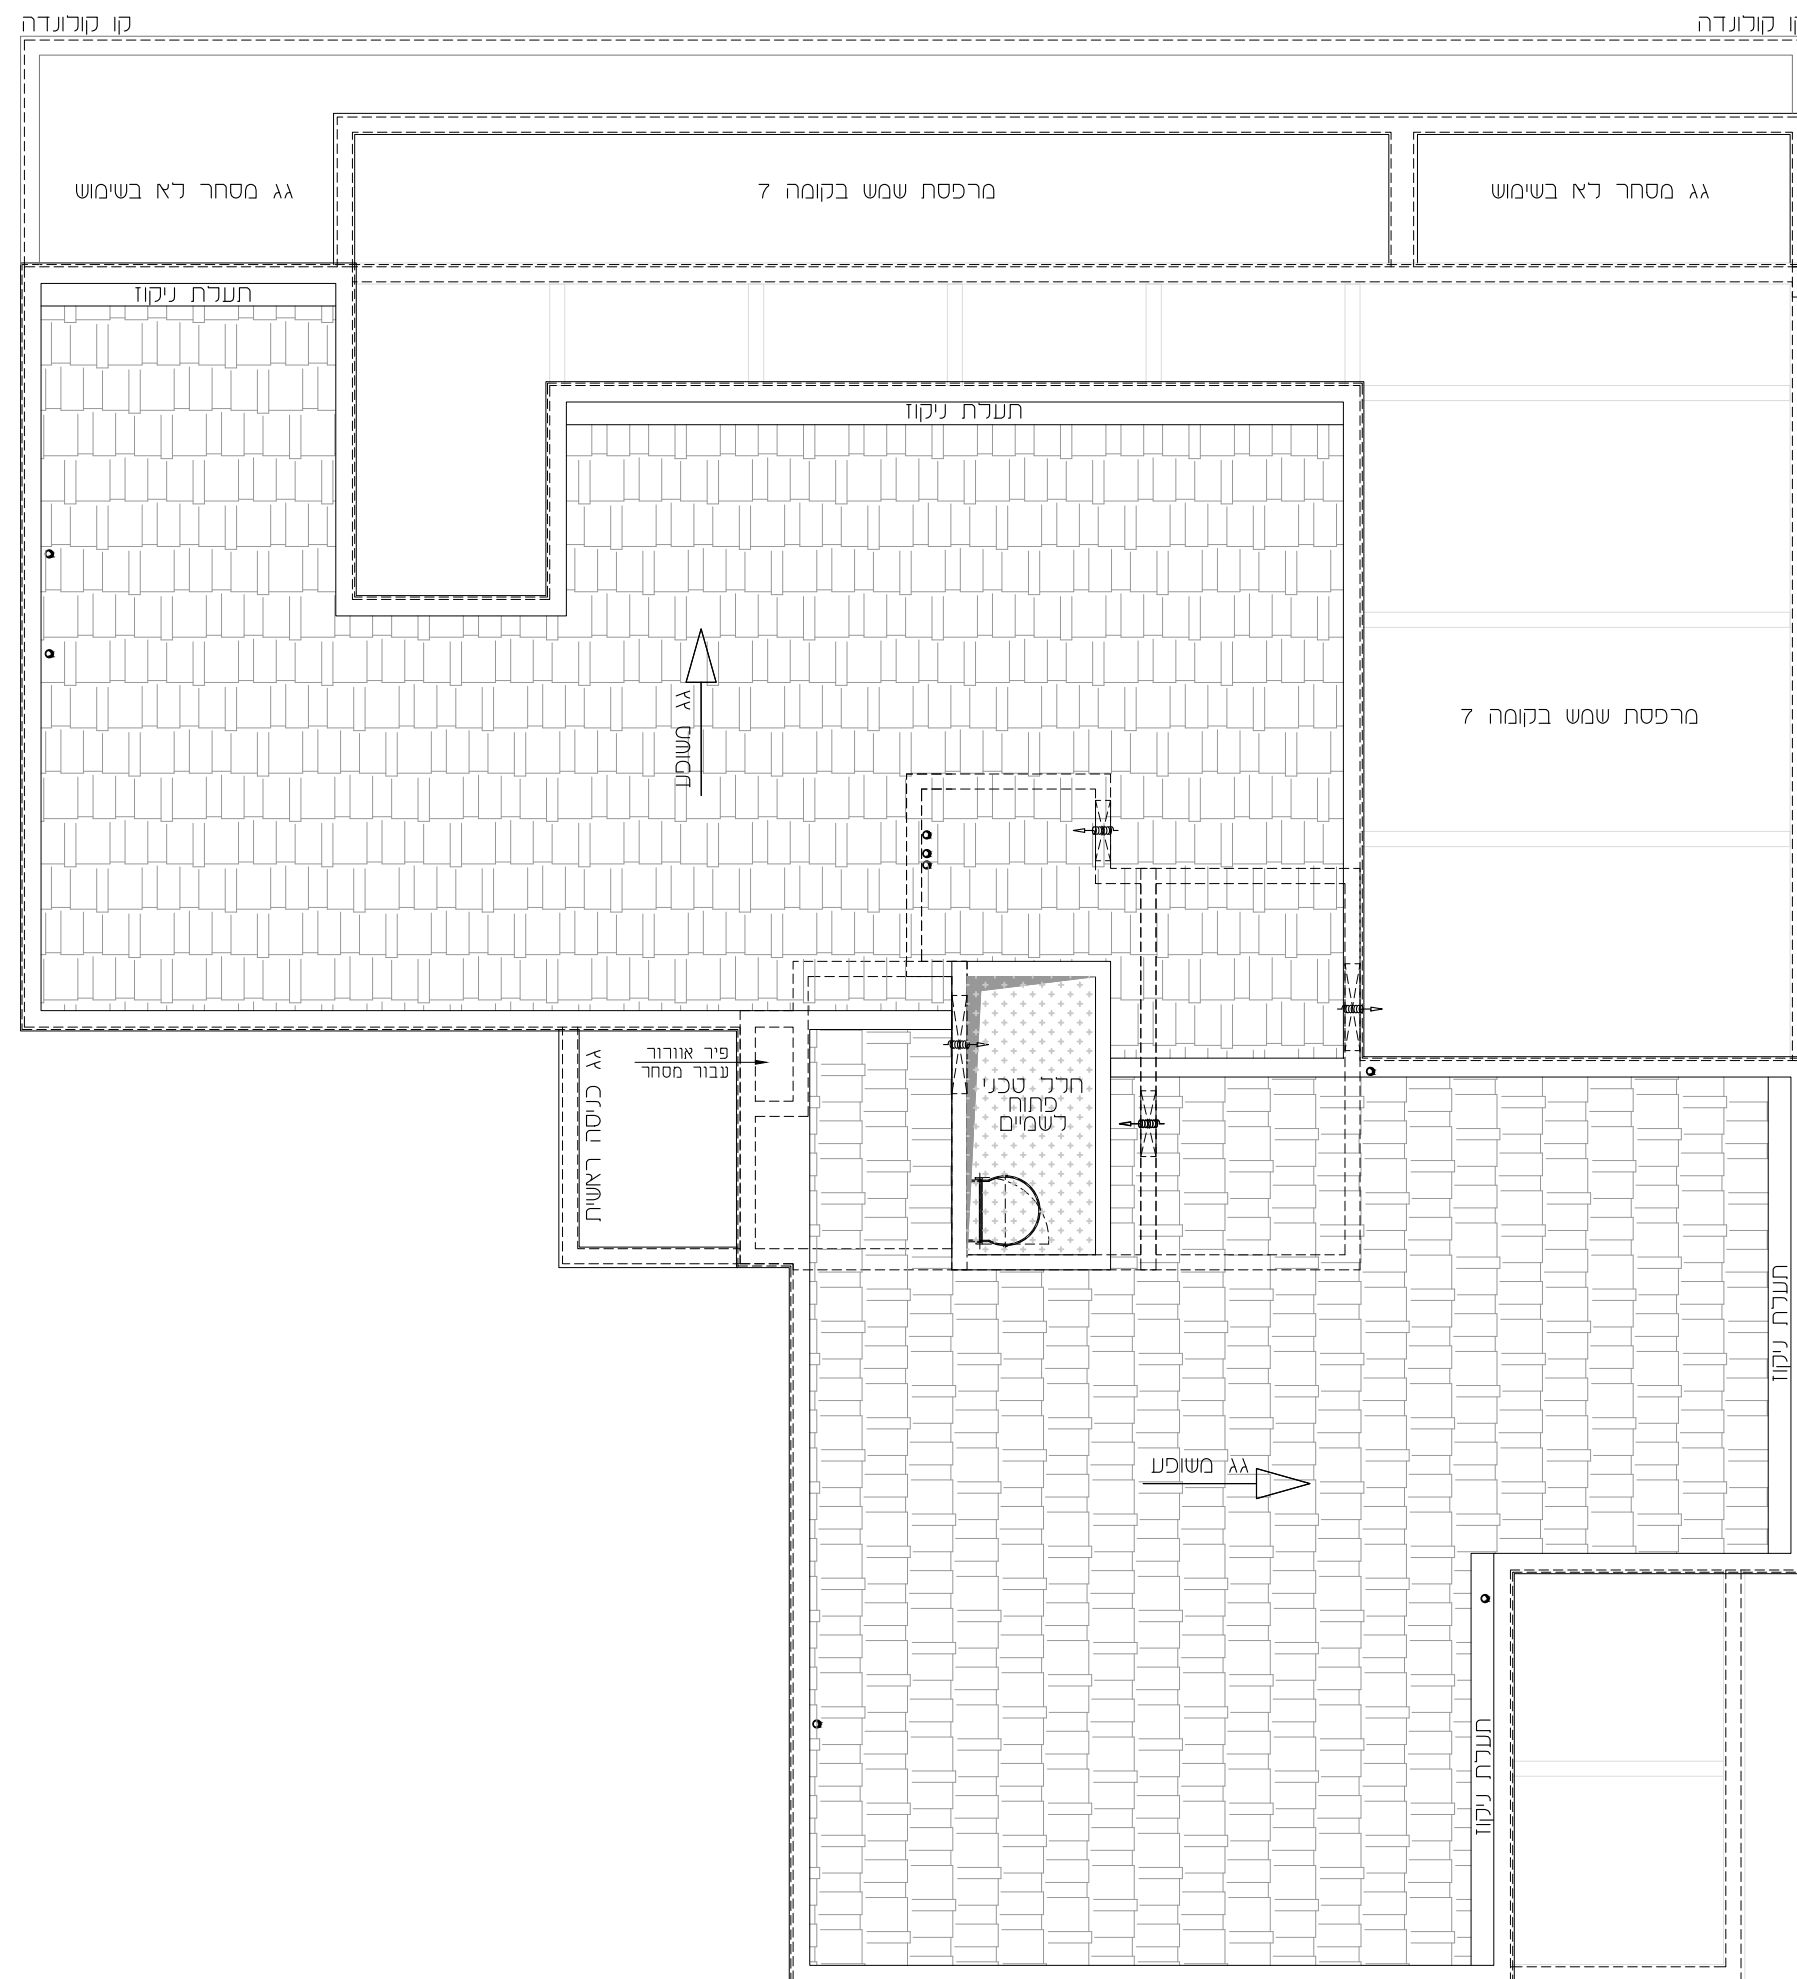 קו קולונדה
קו קולונדה
גג מסחר לא בשימוש
מרפסת שמש בקומה 7
גג מסחר לא בשימוש
תעלת ניקוז
תעלת ניקוז
גג משופע
מרפסת שמש בקומה 7
פיר אוורור
עבור מסחר
גג כניסה ראשית
חלל טכני
פתוח
לשמיים
תעלת ניקוז
גג משופע
תעלת ניקוז